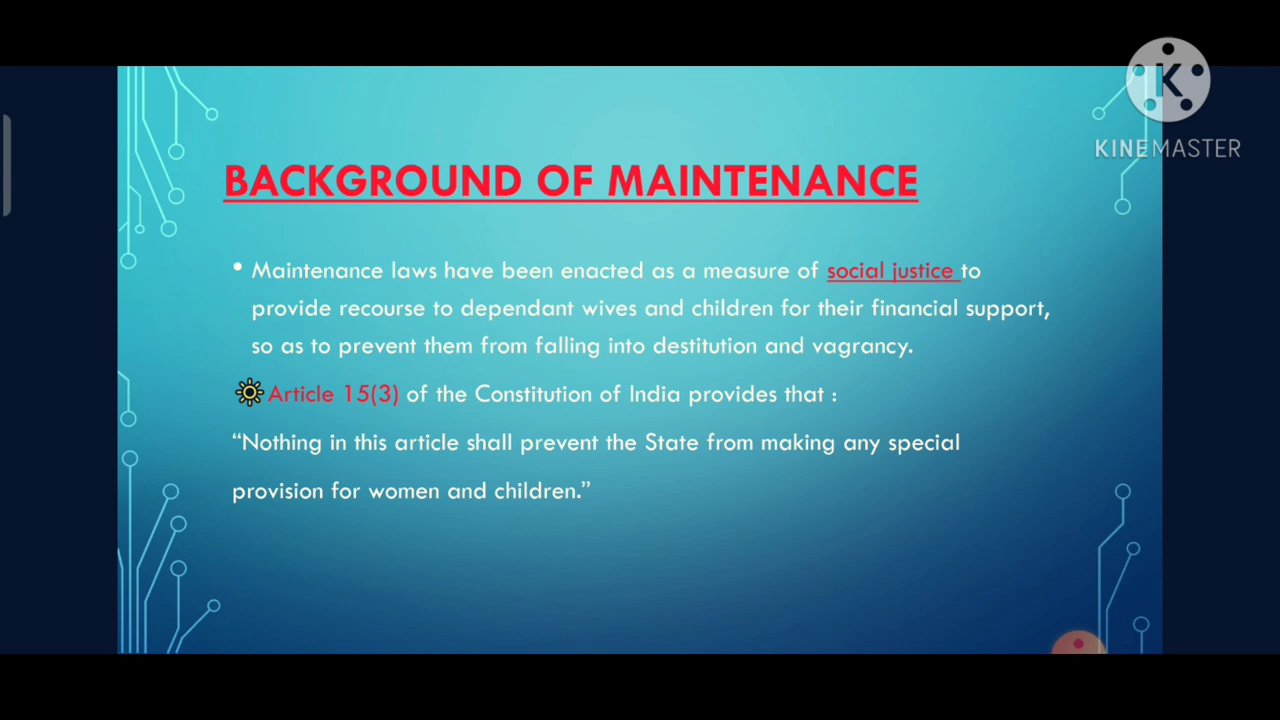 KINEMASTER
BACKGROUND OF MAINTENANCE
• Maintenance laws have been enacted as a measure of social justice to
provide recourse to dependant wives and children for their financial support,
so as to prevent them from falling into destitution and vagrancy.
Article 15(3) of the Constitution of India provides that :
“Nothing in this article shall prevent the State from making any special
provision for women and children.”